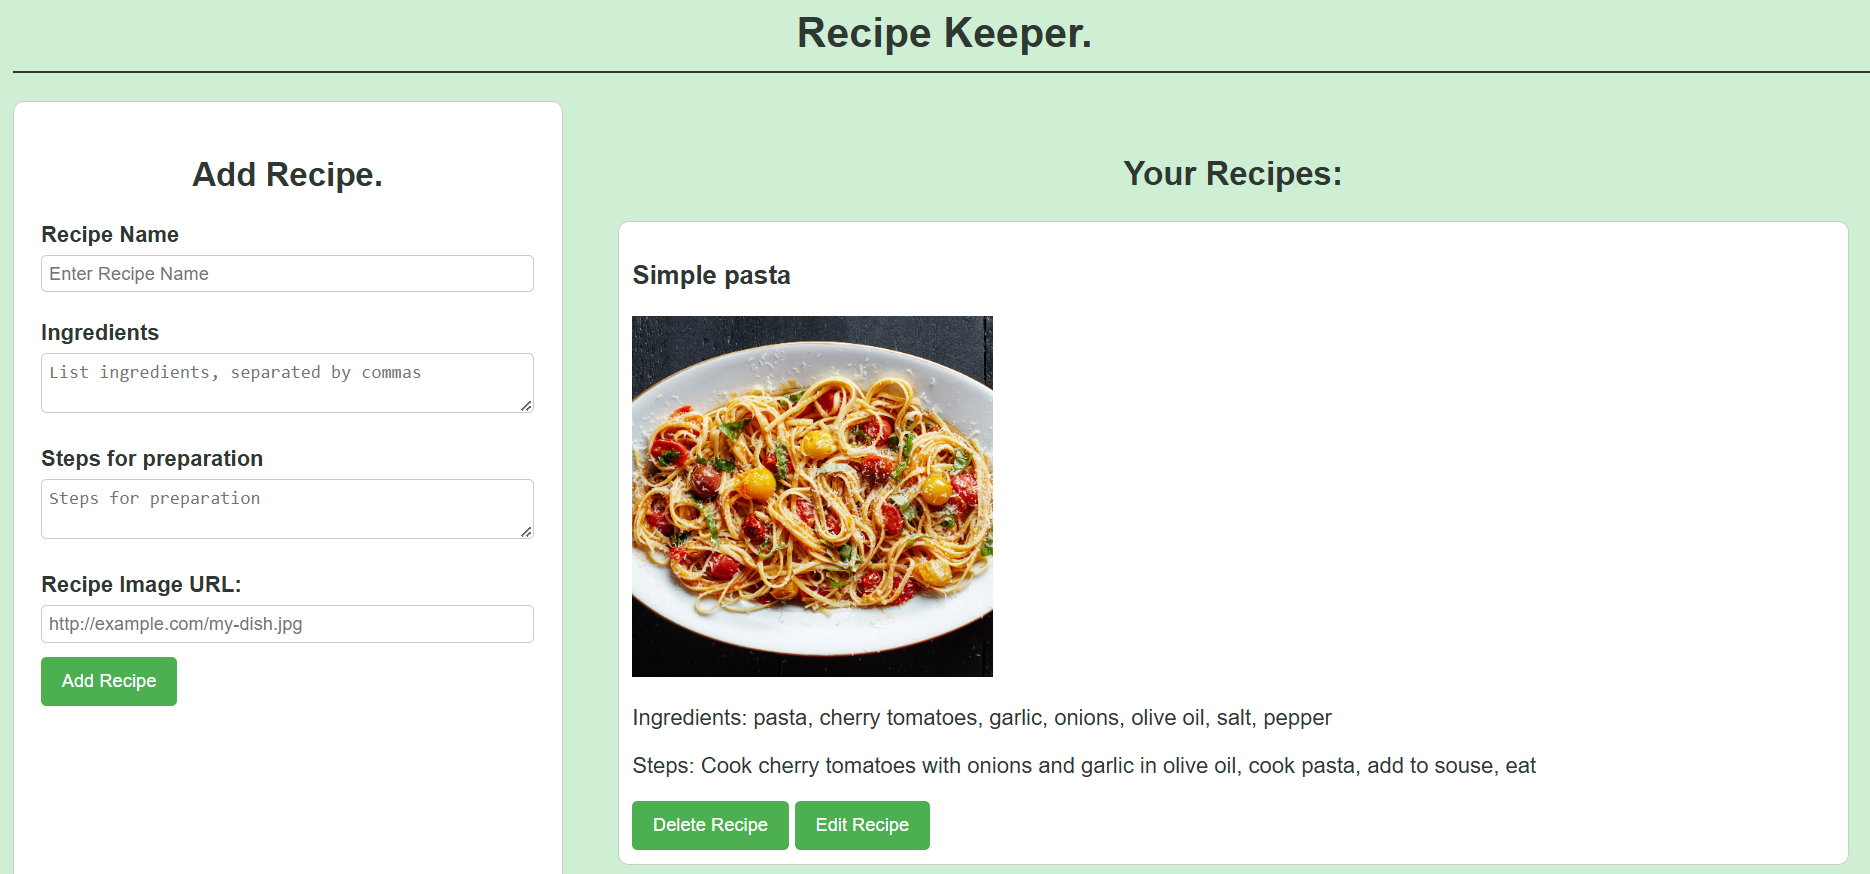 Recipe Keeper.
Add Recipe.
Recipe Name
Enter Recipe Name
Ingredients
List ingredients, separated by commas
Steps for preparation
Steps for preparation
Recipe Image URL:
http://example.com/my-dish.jpg
Add Recipe
Your Recipes:
Simple pasta
Ingredients: pasta, cherry tomatoes, garlic, onions, olive oil, salt, pepper
Steps: Cook cherry tomatoes with onions and garlic in olive oil, cook pasta, add to souse, eat
Delete Recipe
Edit Recipe